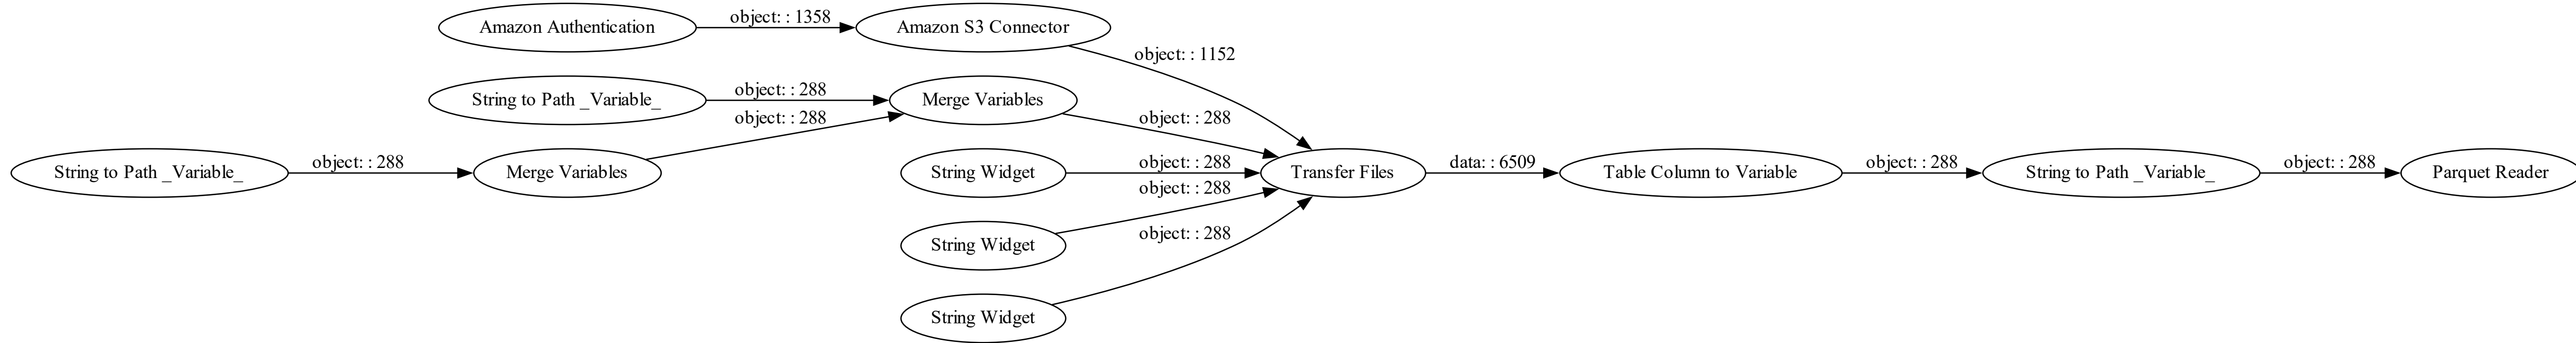 Amazon Authentication
object: : 1358
Amazon S3 Connector
object: : 1152
String to Path _Variable_
object: : 288
Merge Variables
object: : 288
object: : 288
String to Path _Variable_
object: : 288
Merge Variables
String Widget
object: : 288
Transfer Files
data: : 6509
Table Column to Variable
object: : 288
String to Path _Variable_
object: : 288
Parquet Reader
object: : 288
String Widget
object: : 288
String Widget